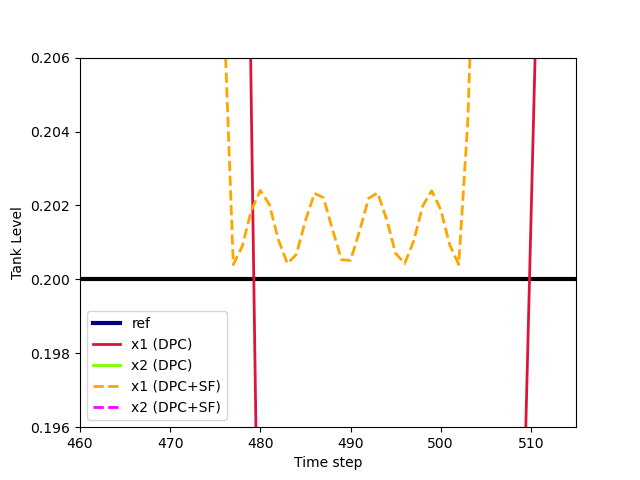 0.206
0.204
0.202
0.200
0.198
0.196
Tank Level
ref
x1 (DPC)
x2 (DPC)
x1 (DPC+SF)
x2 (DPC+SF)
460 470 480 490 500 510
Time step